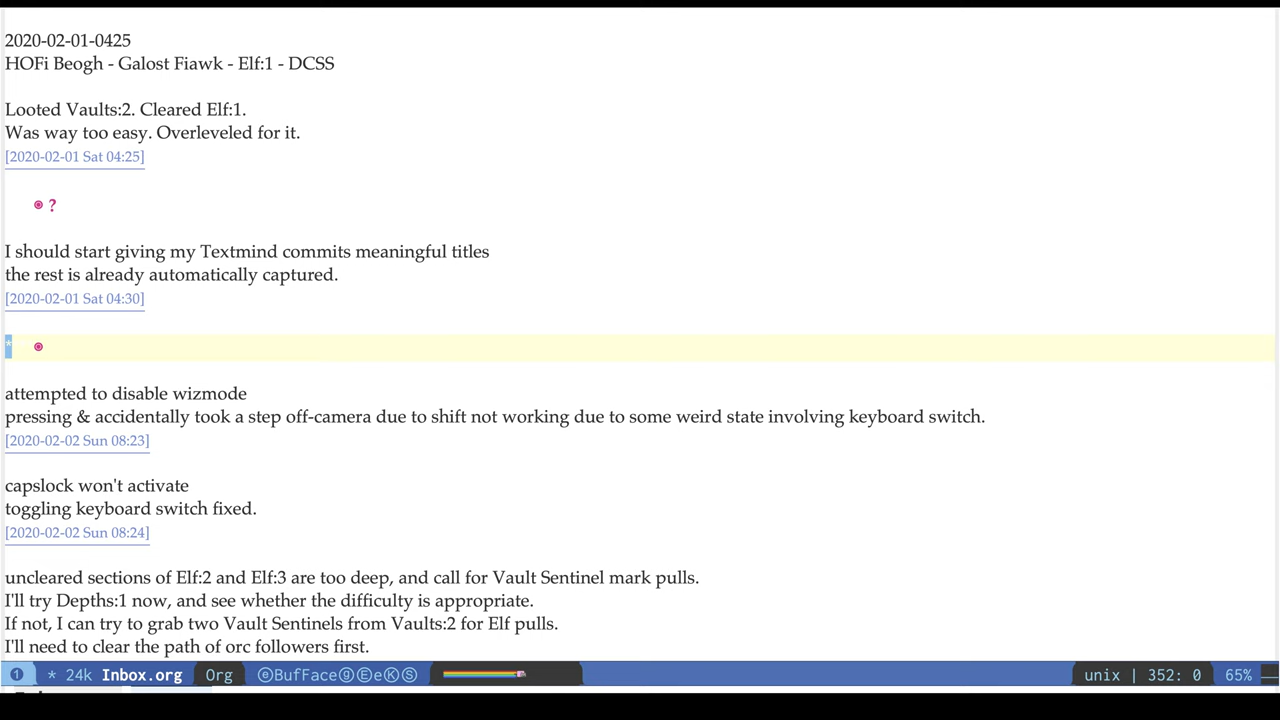 2020-02-01-0425
HOFi Beogh - Galost Fiawk - Elf:1 - DCSS
Looted Vaults:2. Cleared Elf:1.
Was way too easy. Overleveled for it.
[2020-02-01 Sat 04:25]
?
I should start giving my Textmind commits meaningful titles
the rest is already automatically captured.
[2020-02-01 Sat 04:30]
*
attempted to disable wizmode
pressing & accidentally took a step off-camera due to shift not working due to some weird state involving keyboard switch.
[2020-02-02 Sun 08:23]
capslock won't activate
toggling keyboard switch fixed.
[2020-02-02 Sun 08:24]
uncleared sections of Elf:2 and Elf:3 are too deep, and call for Vault Sentinel mark pulls.
I'll try Depths:1 now, and see whether the difficulty is appropriate.
If not, I can try to grab two Vault Sentinels from Vaults:2 for Elf pulls.
I'll need to clear the path of orc followers first.
❶ * 24k Inbox.org Org ⓔBufFaceⓖⒺeⓀⓈ unix | 352: 0 65%